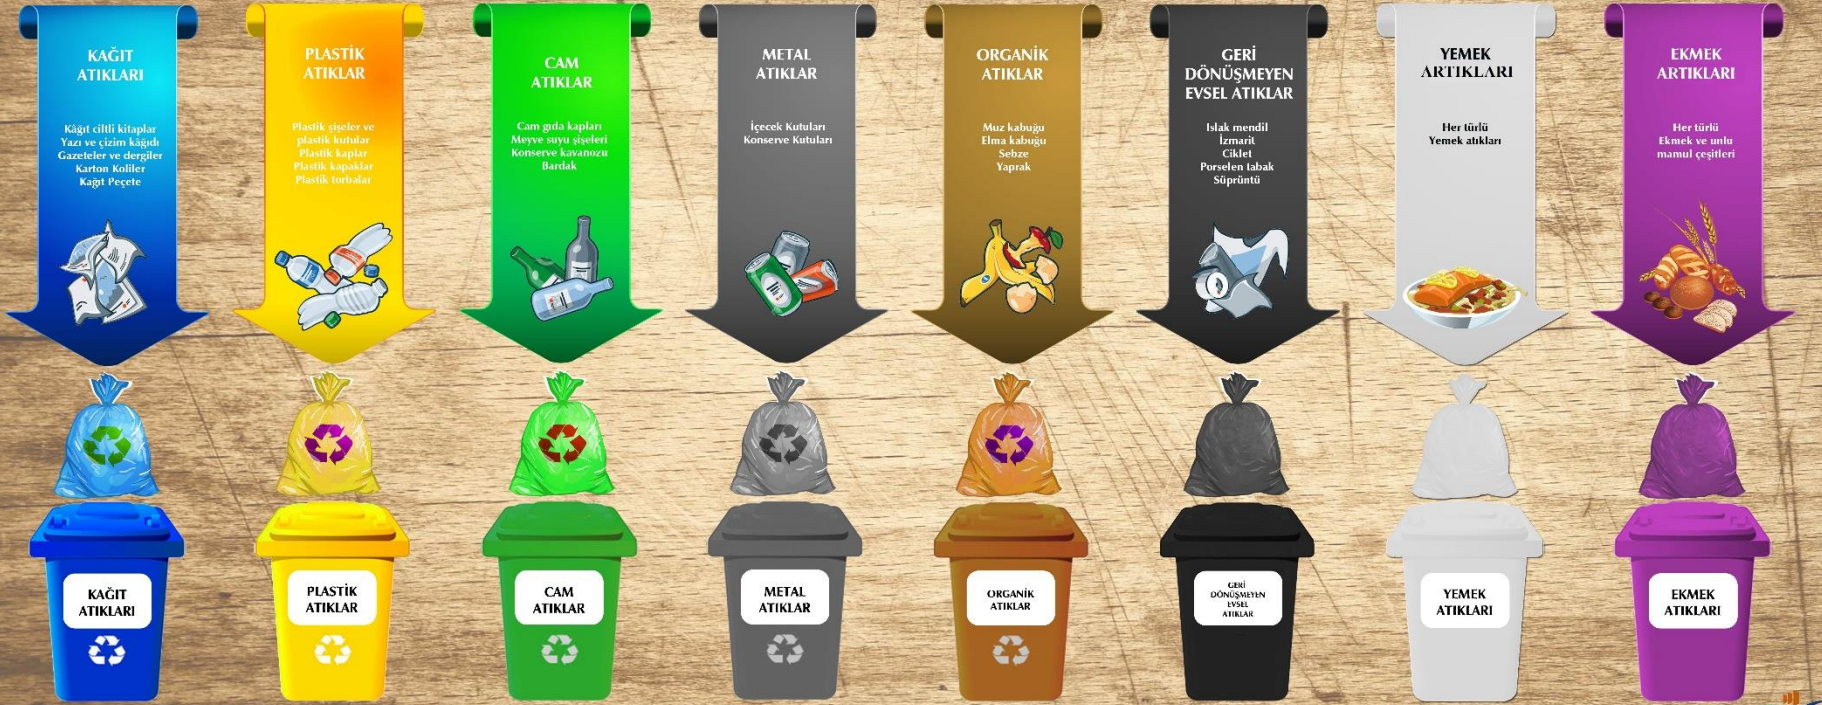 KAĞIT
ATIKLARI
Kâğıt ciltli kitaplar
Yazı ve çizim kâğıdı
Gazeteler ve dergiler
Karton Koliler
Kağıt Peçete
PLASTİK
ATIKLAR
Plastik şişeler ve
plastik kutular
Plastik kaplar
Plastik kapaklar
Plastik torbalar
CAM
ATIKLAR
Cam gıda kapları
Meyve suyu şişeleri
Konserve kavanozu
Bardak
METAL
ATIKLAR
İçecek Kutuları
Konserve Kutuları
ORGANİK
ATIKLAR
Muz kabuğu
Elma kabuğu
Sebze
Yaprak
GERİ
DÖNÜŞMEYEN
EVSEL ATIKLAR
Islak mendil
İzmarit
Ciklet
Porselen tabak
Süprüntü
YEMEK
ARTIKLARI
Her türlü
Yemek atıkları
EKMEK
ARTIKLARI
Her türlü
Ekmek ve unlu
mamul çeşitleri
KAĞIT
ATIKLARI
PLASTİK
ATIKLAR
CAM
ATIKLAR
METAL
ATIKLAR
ORGANİK
ATIKLAR
GERİ
DÖNÜŞMEYEN
EVSEL
ATIKLAR
YEMEK
ATIKLARI
EKMEK
ATIKLARI